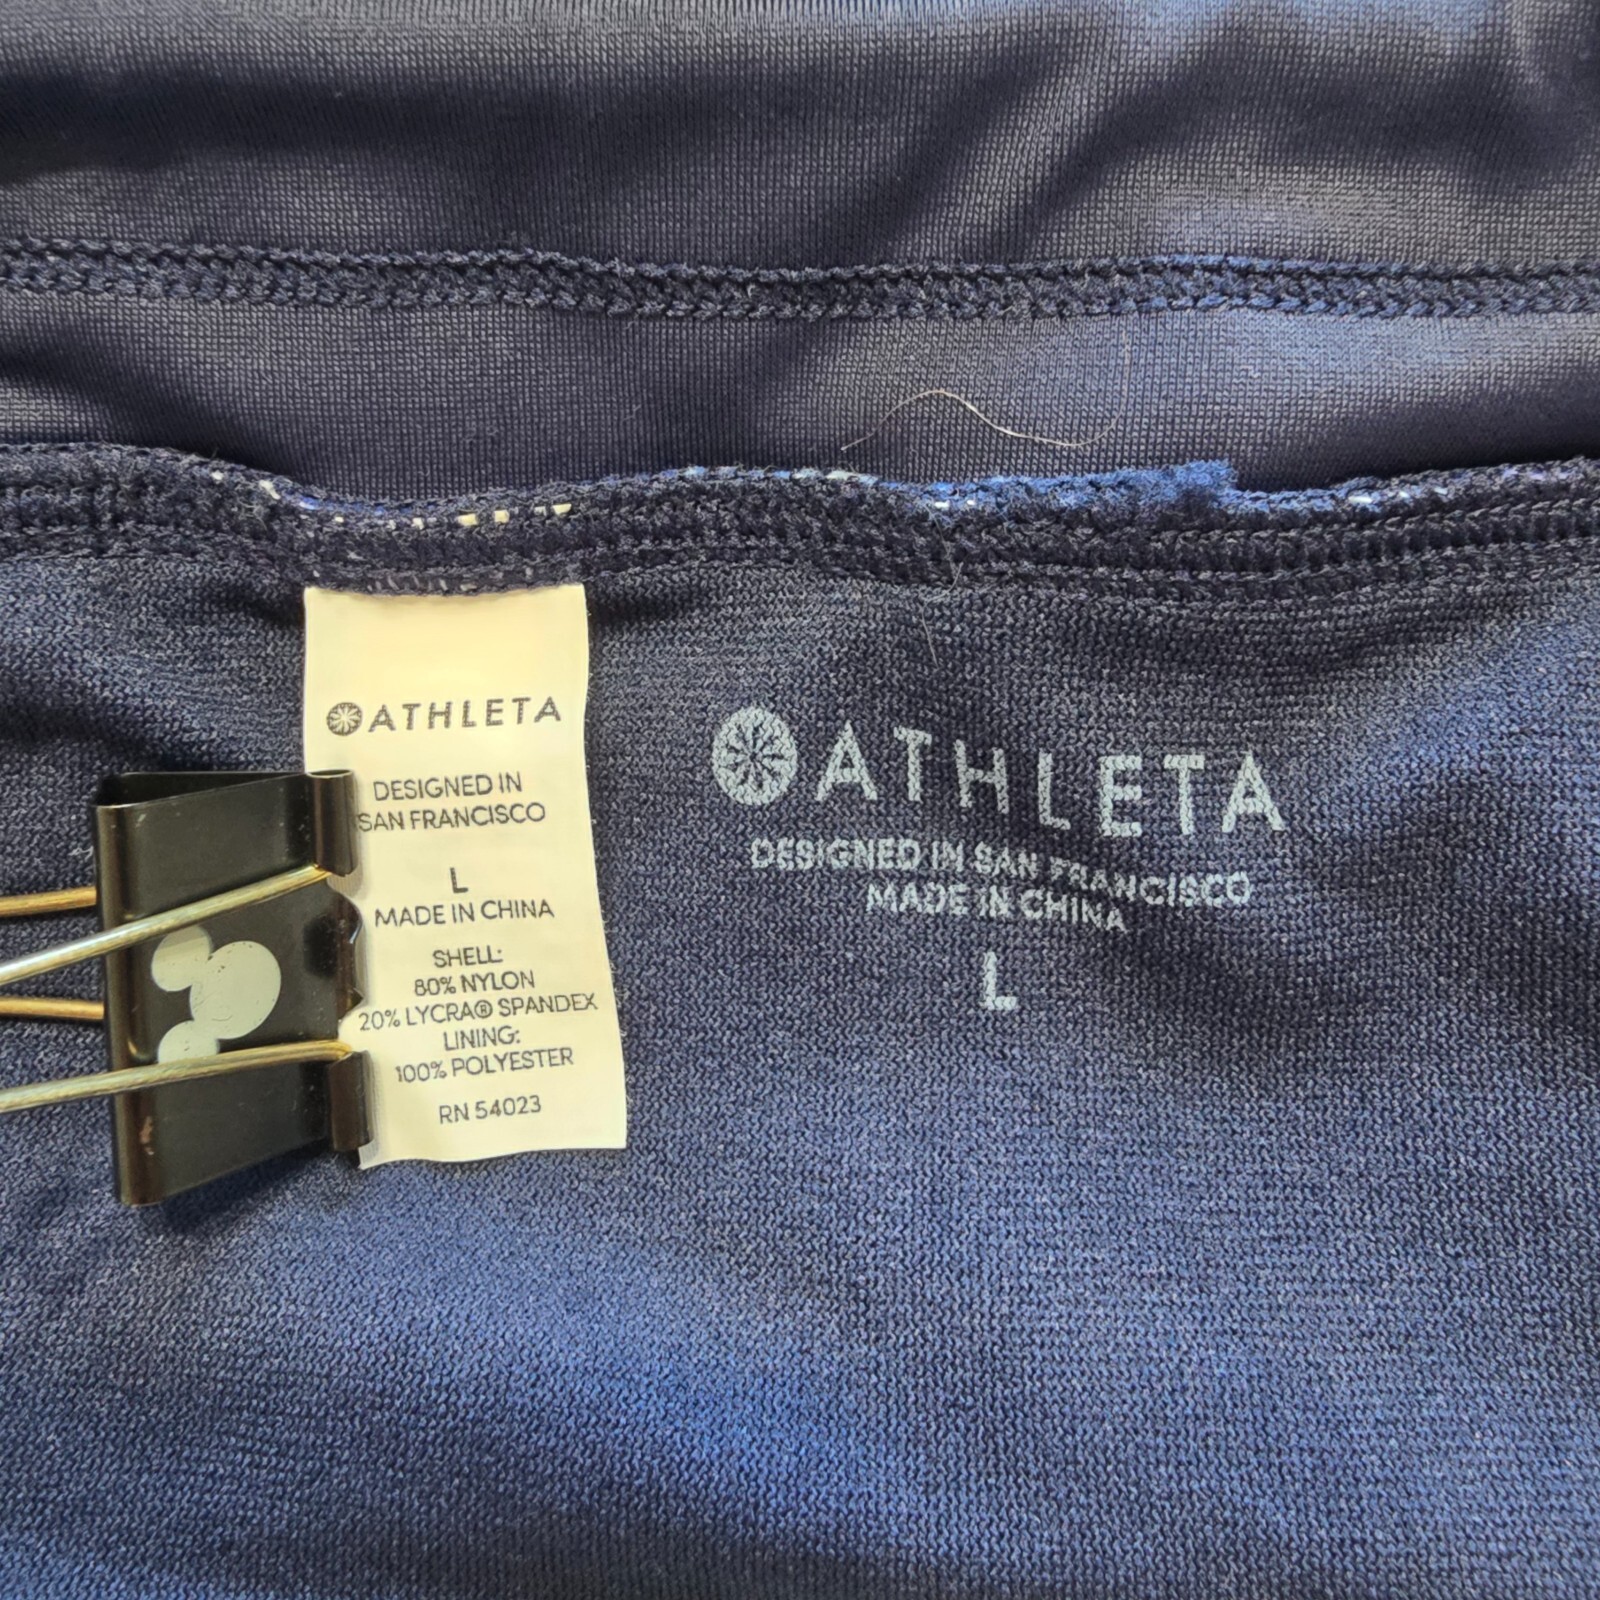 ATHLETA
DESIGNED IN
SAN FRANCISCO
L
MADE IN CHINA
SHELL:
80% NYLON
20% LYCRA® SPANDEX
LINING:
100% POLYESTER
RN 54023
ATHLETA
DESIGNED IN SAN FRANCISCO
MADE IN CHINA
L